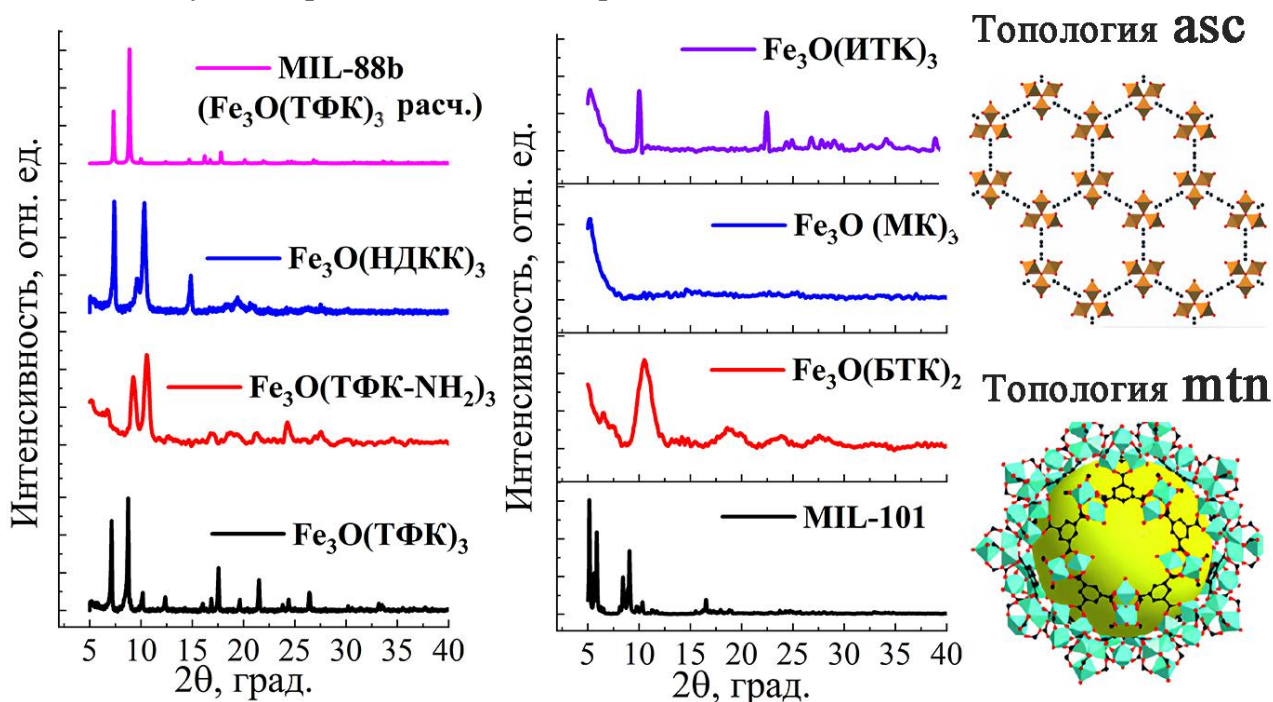 Интенсивность, отн. ед.
MIL-88b
(Fe₃O(ТФК)₃ расч.)
Fe₃O(НДКК)₃
Fe₃O(ТФК-NH₂)₃
Fe₃O(ТФК)₃
5 10 15 20 25 30 35 40
2θ, град.
Интенсивность, отн. ед.
Fe₃O(ИТК)₃
Fe₃O (МК)₃
Fe₃O(БТК)₂
MIL-101
5 10 15 20 25 30 35 40
2θ, град.
Топология asc
Топология mtn